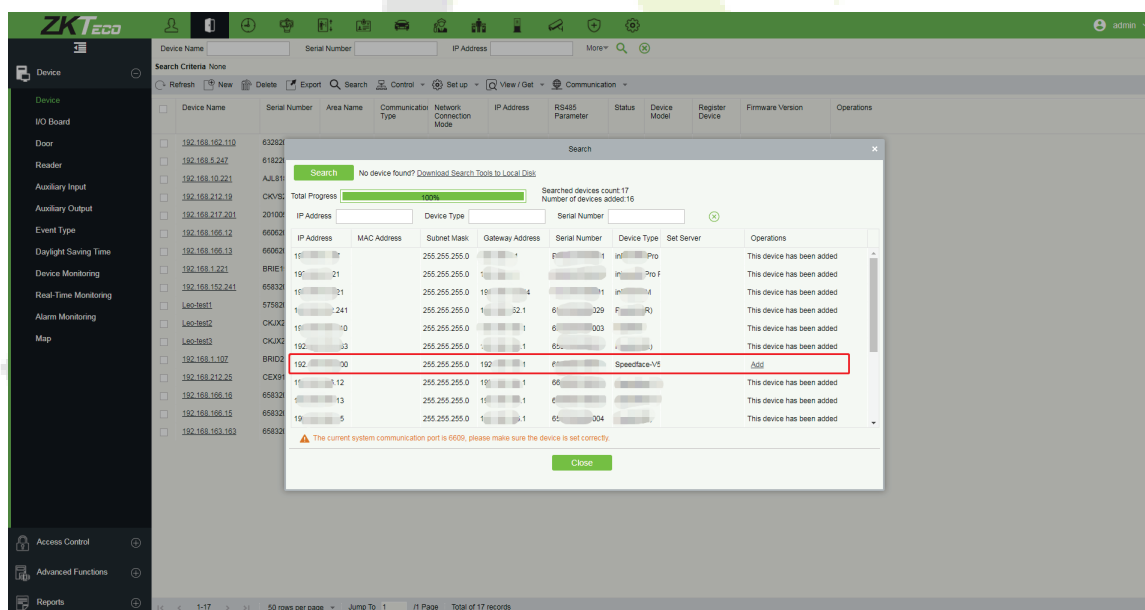 ZKTeco
admin
Device Name Serial Number IP Address More
Device
Search Criteria None
Refresh New Delete Export Search Control Set up View / Get Communication
Device
I/O Board
Door
Reader
Auxiliary Input
Auxiliary Output
Event Type
Daylight Saving Time
Device Monitoring
Real-Time Monitoring
Alarm Monitoring
Map
Device Name Serial Number Area Name Communicatio Type Network Connection Mode IP Address RS485 Parameter Status Device Model Register Device Firmware Version Operations
192.168.162.110
192.168.5.247
192.168.10.221
192.168.212.19
192.168.217.201
192.168.166.12
192.168.166.13
192.168.1.221 BRIE1
192.168.152.241
Leo-test1
Leo-test2
Leo-test3
192.168.1.107 BRID2
192.168.212.25
192.168.166.16
192.168.166.15
192.168.163.163
Search
Search No device found? Download Search Tools to Local Disk
Total Progress 100% Searched devices count:17
Number of devices added:16
IP Address Device Type Serial Number
IP Address MAC Address Subnet Mask Gateway Address Serial Number Device Type Set Server Operations
255.255.255.0 This device has been added
255.255.255.0 This device has been added
255.255.255.0 This device has been added
255.255.255.0 This device has been added
255.255.255.0 This device has been added
255.255.255.0 This device has been added
255.255.255.0 Speedface-V5 Add
255.255.255.0 This device has been added
255.255.255.0 This device has been added
255.255.255.0 This device has been added
The current system communication port is 6609, please make sure the device is set correctly.
Close
Access Control
Advanced Functions
Reports
1-17 50 rows per page Jump To 1 /1 Page Total of 17 records